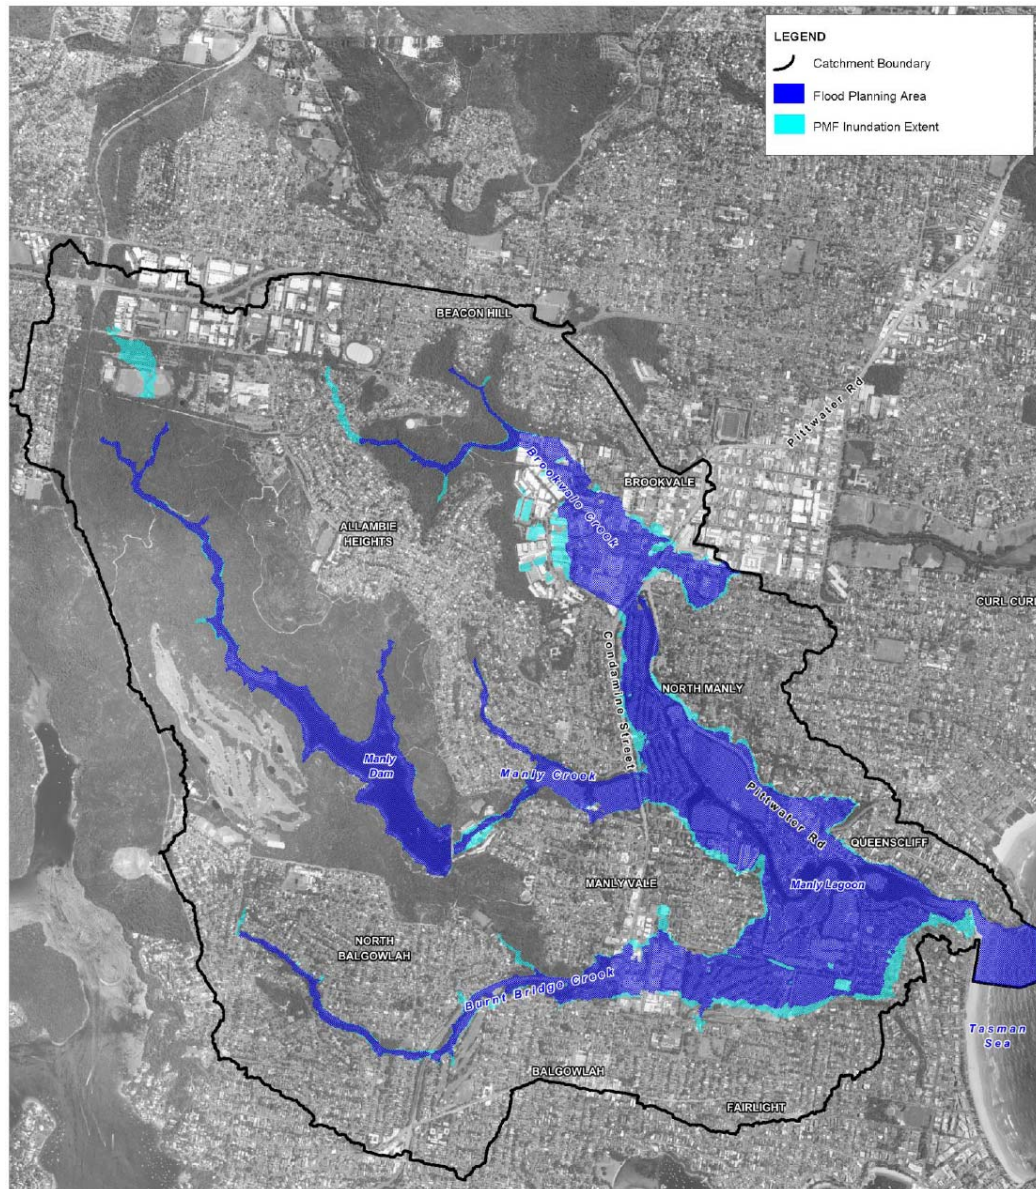 LEGEND
Catchment Boundary
Flood Planning Area
PMF Inundation Extent
BEACON HILL
Pittwater Rd
Brookvale Creek
BROOKVALE
ALLAMBIE
HEIGHTS
CURL CUR
Condamine Street
NORTH MANLY
Manly
Dam
Manly Creek
Pittwater Rd
QUEENSCLIFF
MANLY VALE
Manly Lagoon
NORTH
BALGOWLAH
Burnt Bridge Creek
Tasman
Sea
BALGOWLAH
FAIRLIGHT